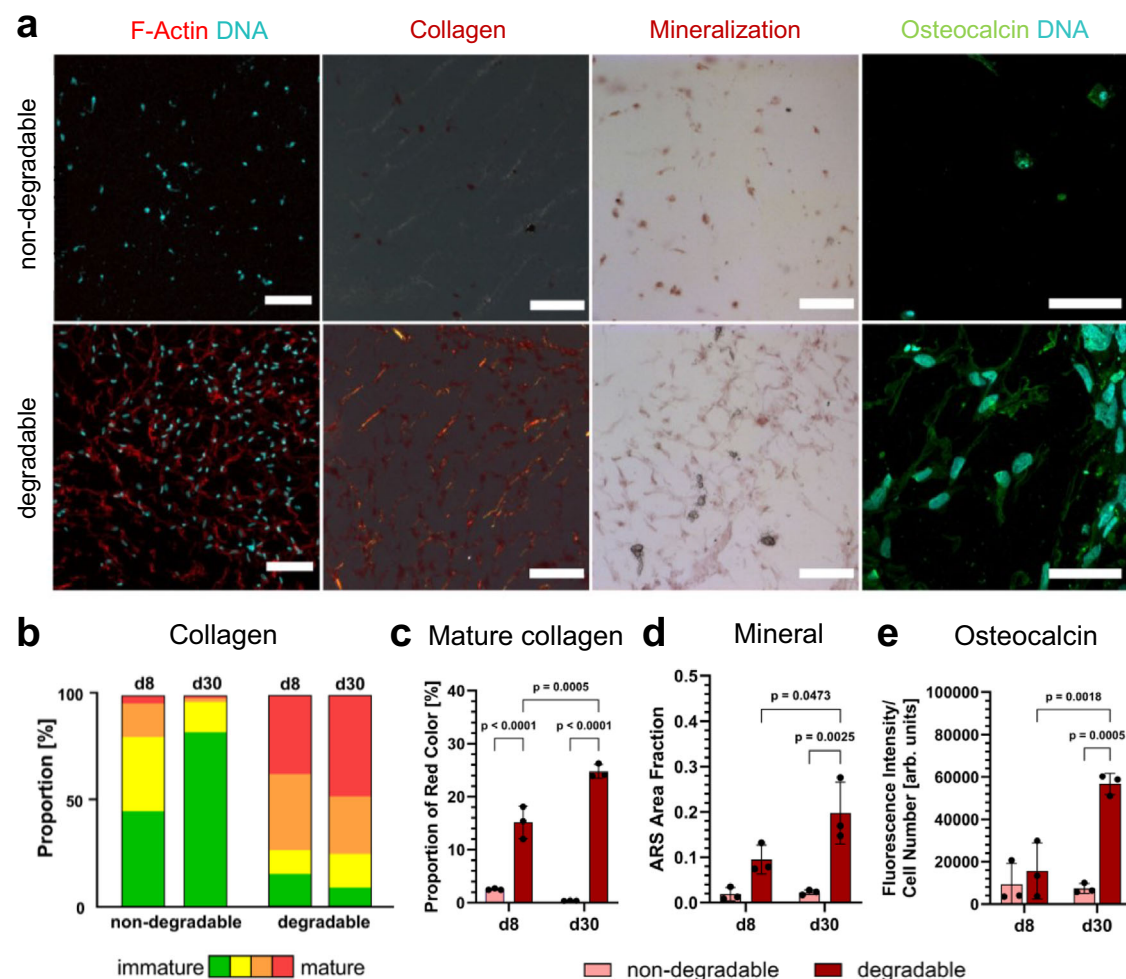 a
F-Actin DNA
Collagen
Mineralization
Osteocalcin DNA
non-degradable
degradable
b Collagen
c Mature collagen
d Mineral
e Osteocalcin
Proportion [%]
100
50
0
d8
d30
d8
d30
non-degradable
degradable
immature
mature
Proportion of Red Color [%]
40
30
20
10
0
p = 0.0005
p < 0.0001
p < 0.0001
d8
d30
ARS Area Fraction
0.5
0.4
0.3
0.2
0.1
0.0
p = 0.0473
p = 0.0025
d8
d30
Fluorescence Intensity/
Cell Number [arb. units]
100000
80000
60000
40000
20000
0
p = 0.0018
p = 0.0005
d8
d30
non-degradable
degradable